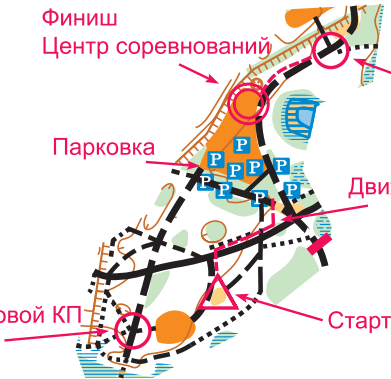 Финиш
Центр соревнований
Парковка
P
P
P
P
P
P
P
P
P
P
Дви
овой КП
Старт